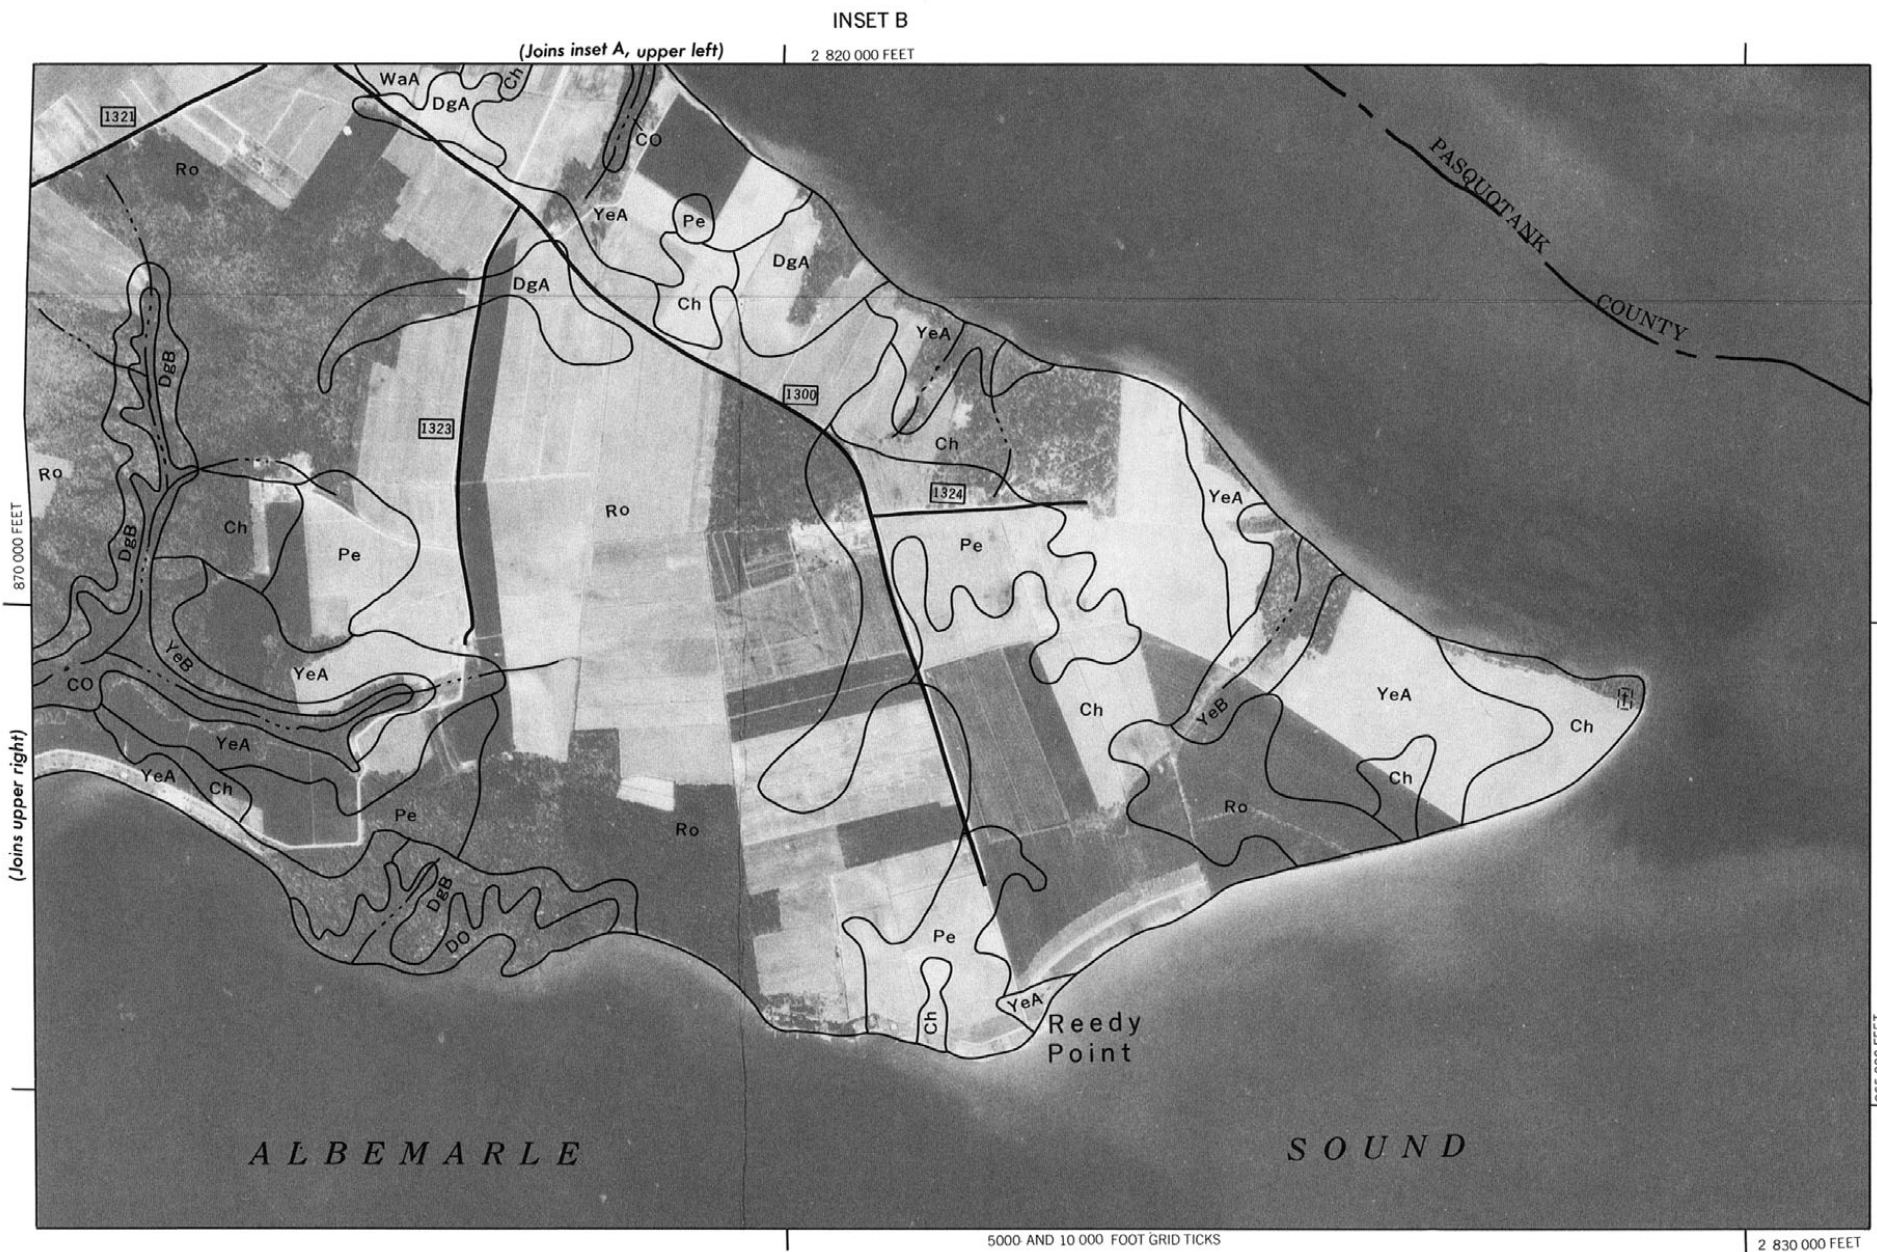 INSET B
(Joins inset A, upper left)
2 820 000 FEET
WaA
DgA
Ch
1321
CO
Ro
PASQUOTANK
COUNTY
YeA
Pe
DgA
DgA
Ch
YeA
DgB
1300
1323
Ch
Ro
1324
YeA
Ro
Ch
DgB
Pe
Pe
870 000 FEET
YeB
YeA
CO
YeA
Ch
YeB
Ch
YeA
YeA
Ch
Ch
Ro
Pe
Ro
(Joins upper right)
DgB
DO
Pe
YeA
Ch
Reedy
Point
ALBEMARLE
SOUND
5000 AND 10 000 FOOT GRID TICKS
2 830 000 FEET